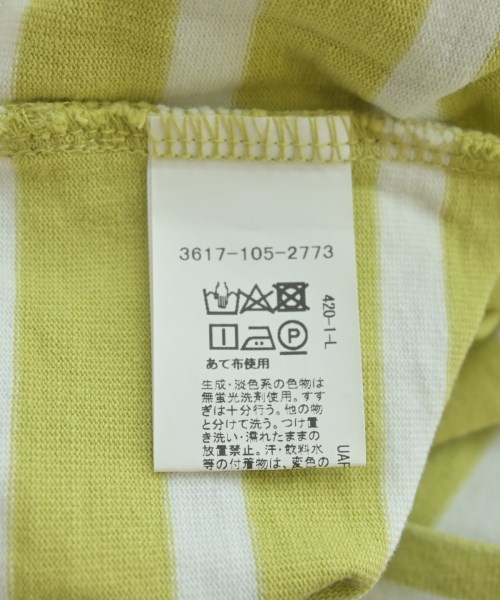 3617-105-2773
420-1-L
P
あて布使用
生成・淡色系の色物は
無蛍光洗剤使用。すす
ぎは十分行う。他の物
と分けて洗う。つけ置
き洗い・濡れたままの
放置禁止。汗・飲料水
等の付着物は、変色の
UAR